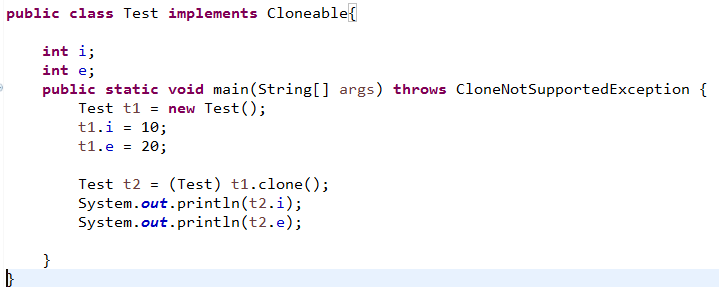 public class Test implements Cloneable{
int i;
int e;
public static void main(String[] args) throws CloneNotSupportedException {
Test t1 = new Test();
t1.i = 10;
t1.e = 20;
Test t2 = (Test) t1.clone();
System.out.println(t2.i);
System.out.println(t2.e);
}
}